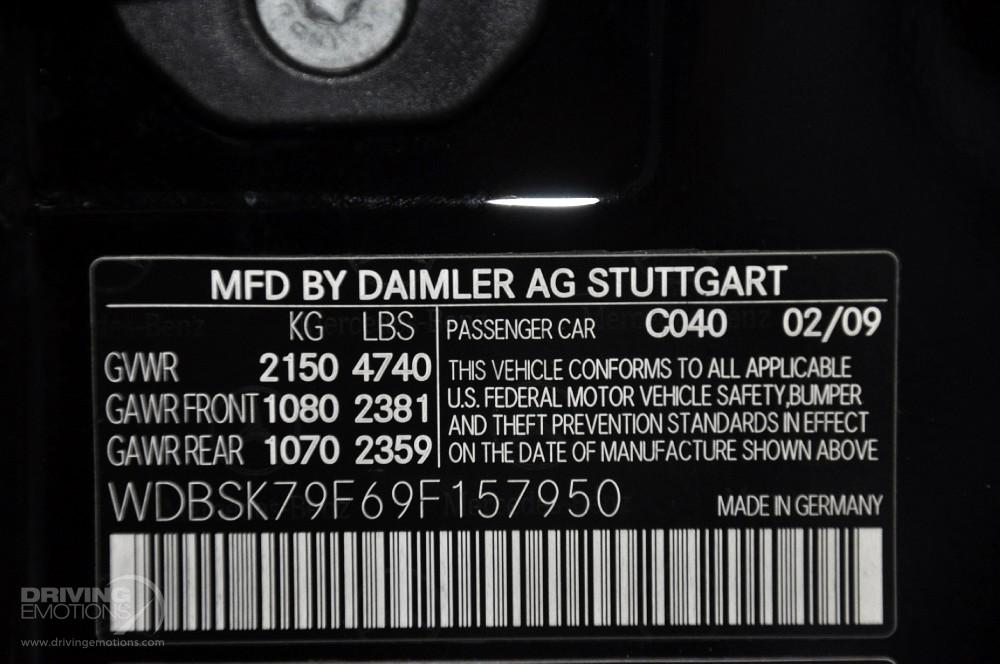 MFD BY DAIMLER AG STUTTGART
KG LBS
GVWR 2150 4740
GAWR FRONT 1080 2381
GAWR REAR 1070 2359
PASSENGER CAR C040 02/09
THIS VEHICLE CONFORMS TO ALL APPLICABLE
U.S. FEDERAL MOTOR VEHICLE SAFETY,BUMPER
AND THEFT PREVENTION STANDARDS IN EFFECT
ON THE DATE OF MANUFACTURE SHOWN ABOVE
WDBSK79F69F157950
MADE IN GERMANY
DRIVING
EMOTIONS
www.drivingemotions.com